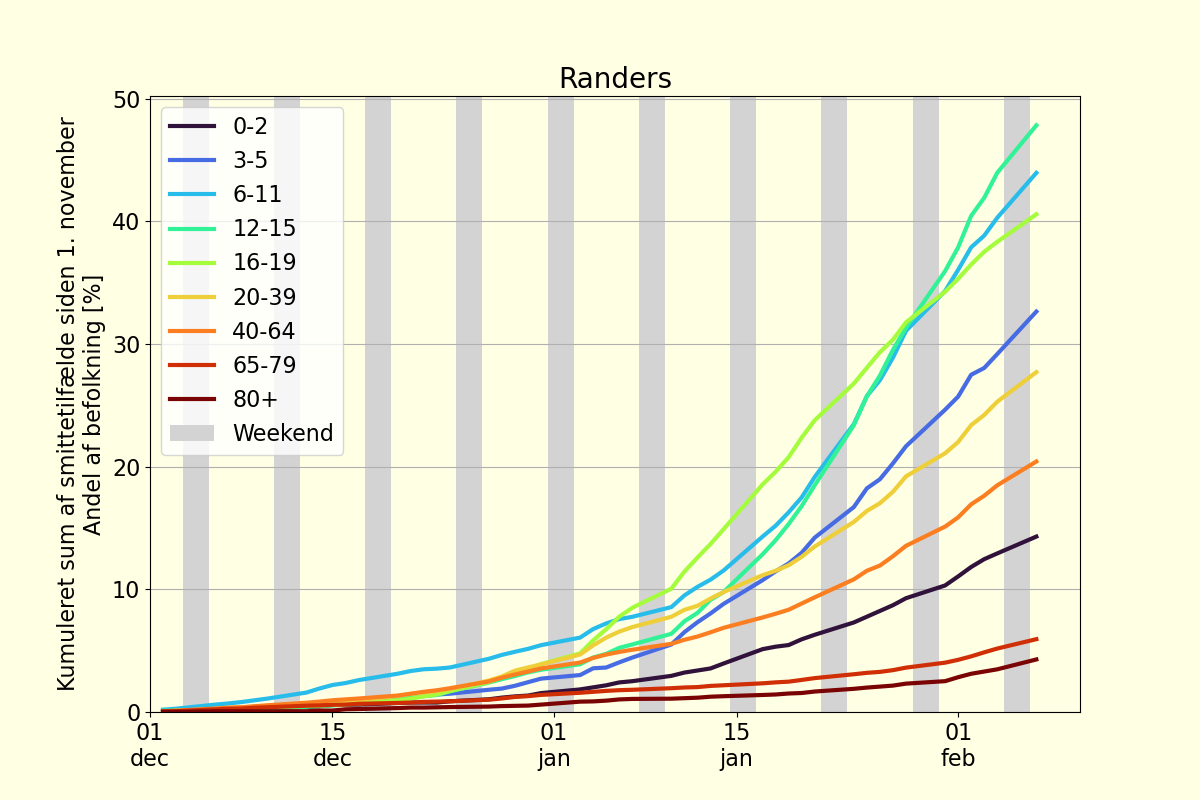 Randers
Kumuleret sum af smittetilfælde siden 1. november
Andel af befolkning [%]
50
40
30
20
10
0
0-2
3-5
6-11
12-15
16-19
20-39
40-64
65-79
80+
Weekend
01 15 01 15 01
dec dec jan jan feb